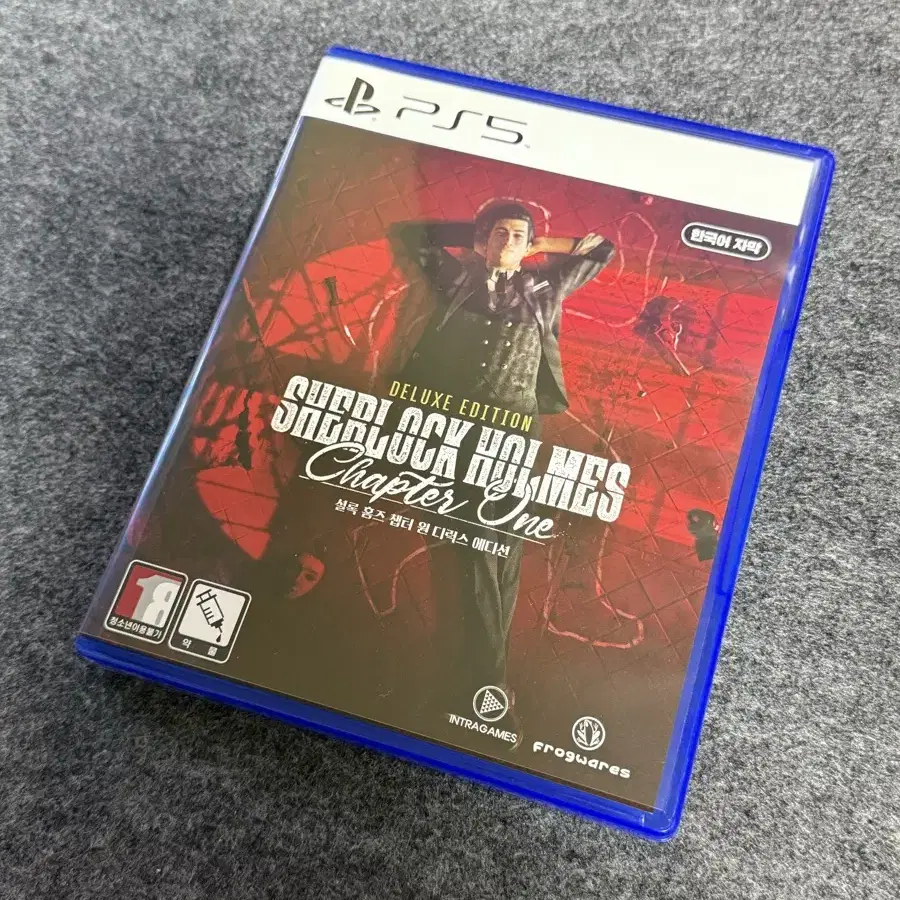 PS5
한국어 자막
DELUXE EDITION
SHERLOCK HOLMES
Chapter One
셜록 홈즈 챕터 원 디럭스 에디션
18
청소년이용불가
약 물
INTRAGAMES
frogwares